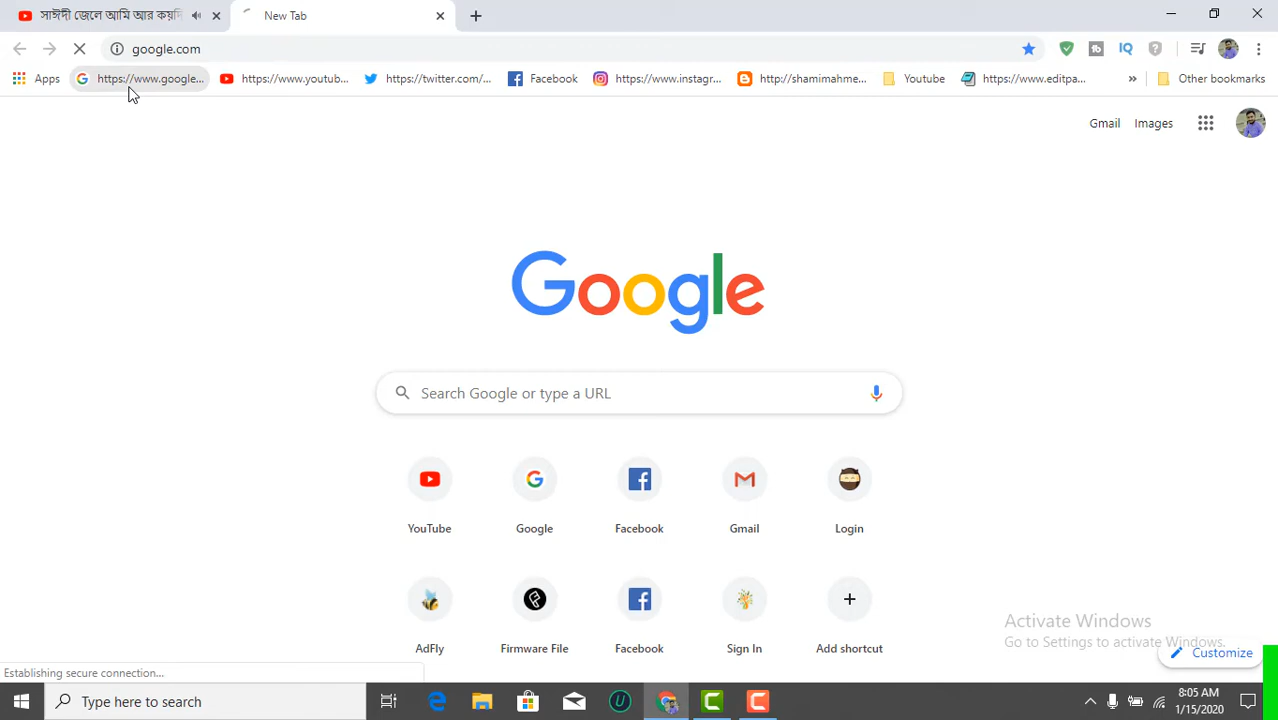 সাঈদী জেলে আমি আর কয়দি
New Tab
google.com
Apps
https://www.google...
https://www.youtub...
https://twitter.com/...
Facebook
https://www.instagr...
http://shamimahme...
Youtube
https://www.editpa...
Other bookmarks
Gmail
Images
Google
Search Google or type a URL
YouTube
Google
Facebook
Gmail
Login
AdFly
Firmware File
Facebook
Sign In
Add shortcut
Activate Windows
Go to Settings to activate Windows.
Customize
Establishing secure connection...
Type here to search
8:05 AM
1/15/2020